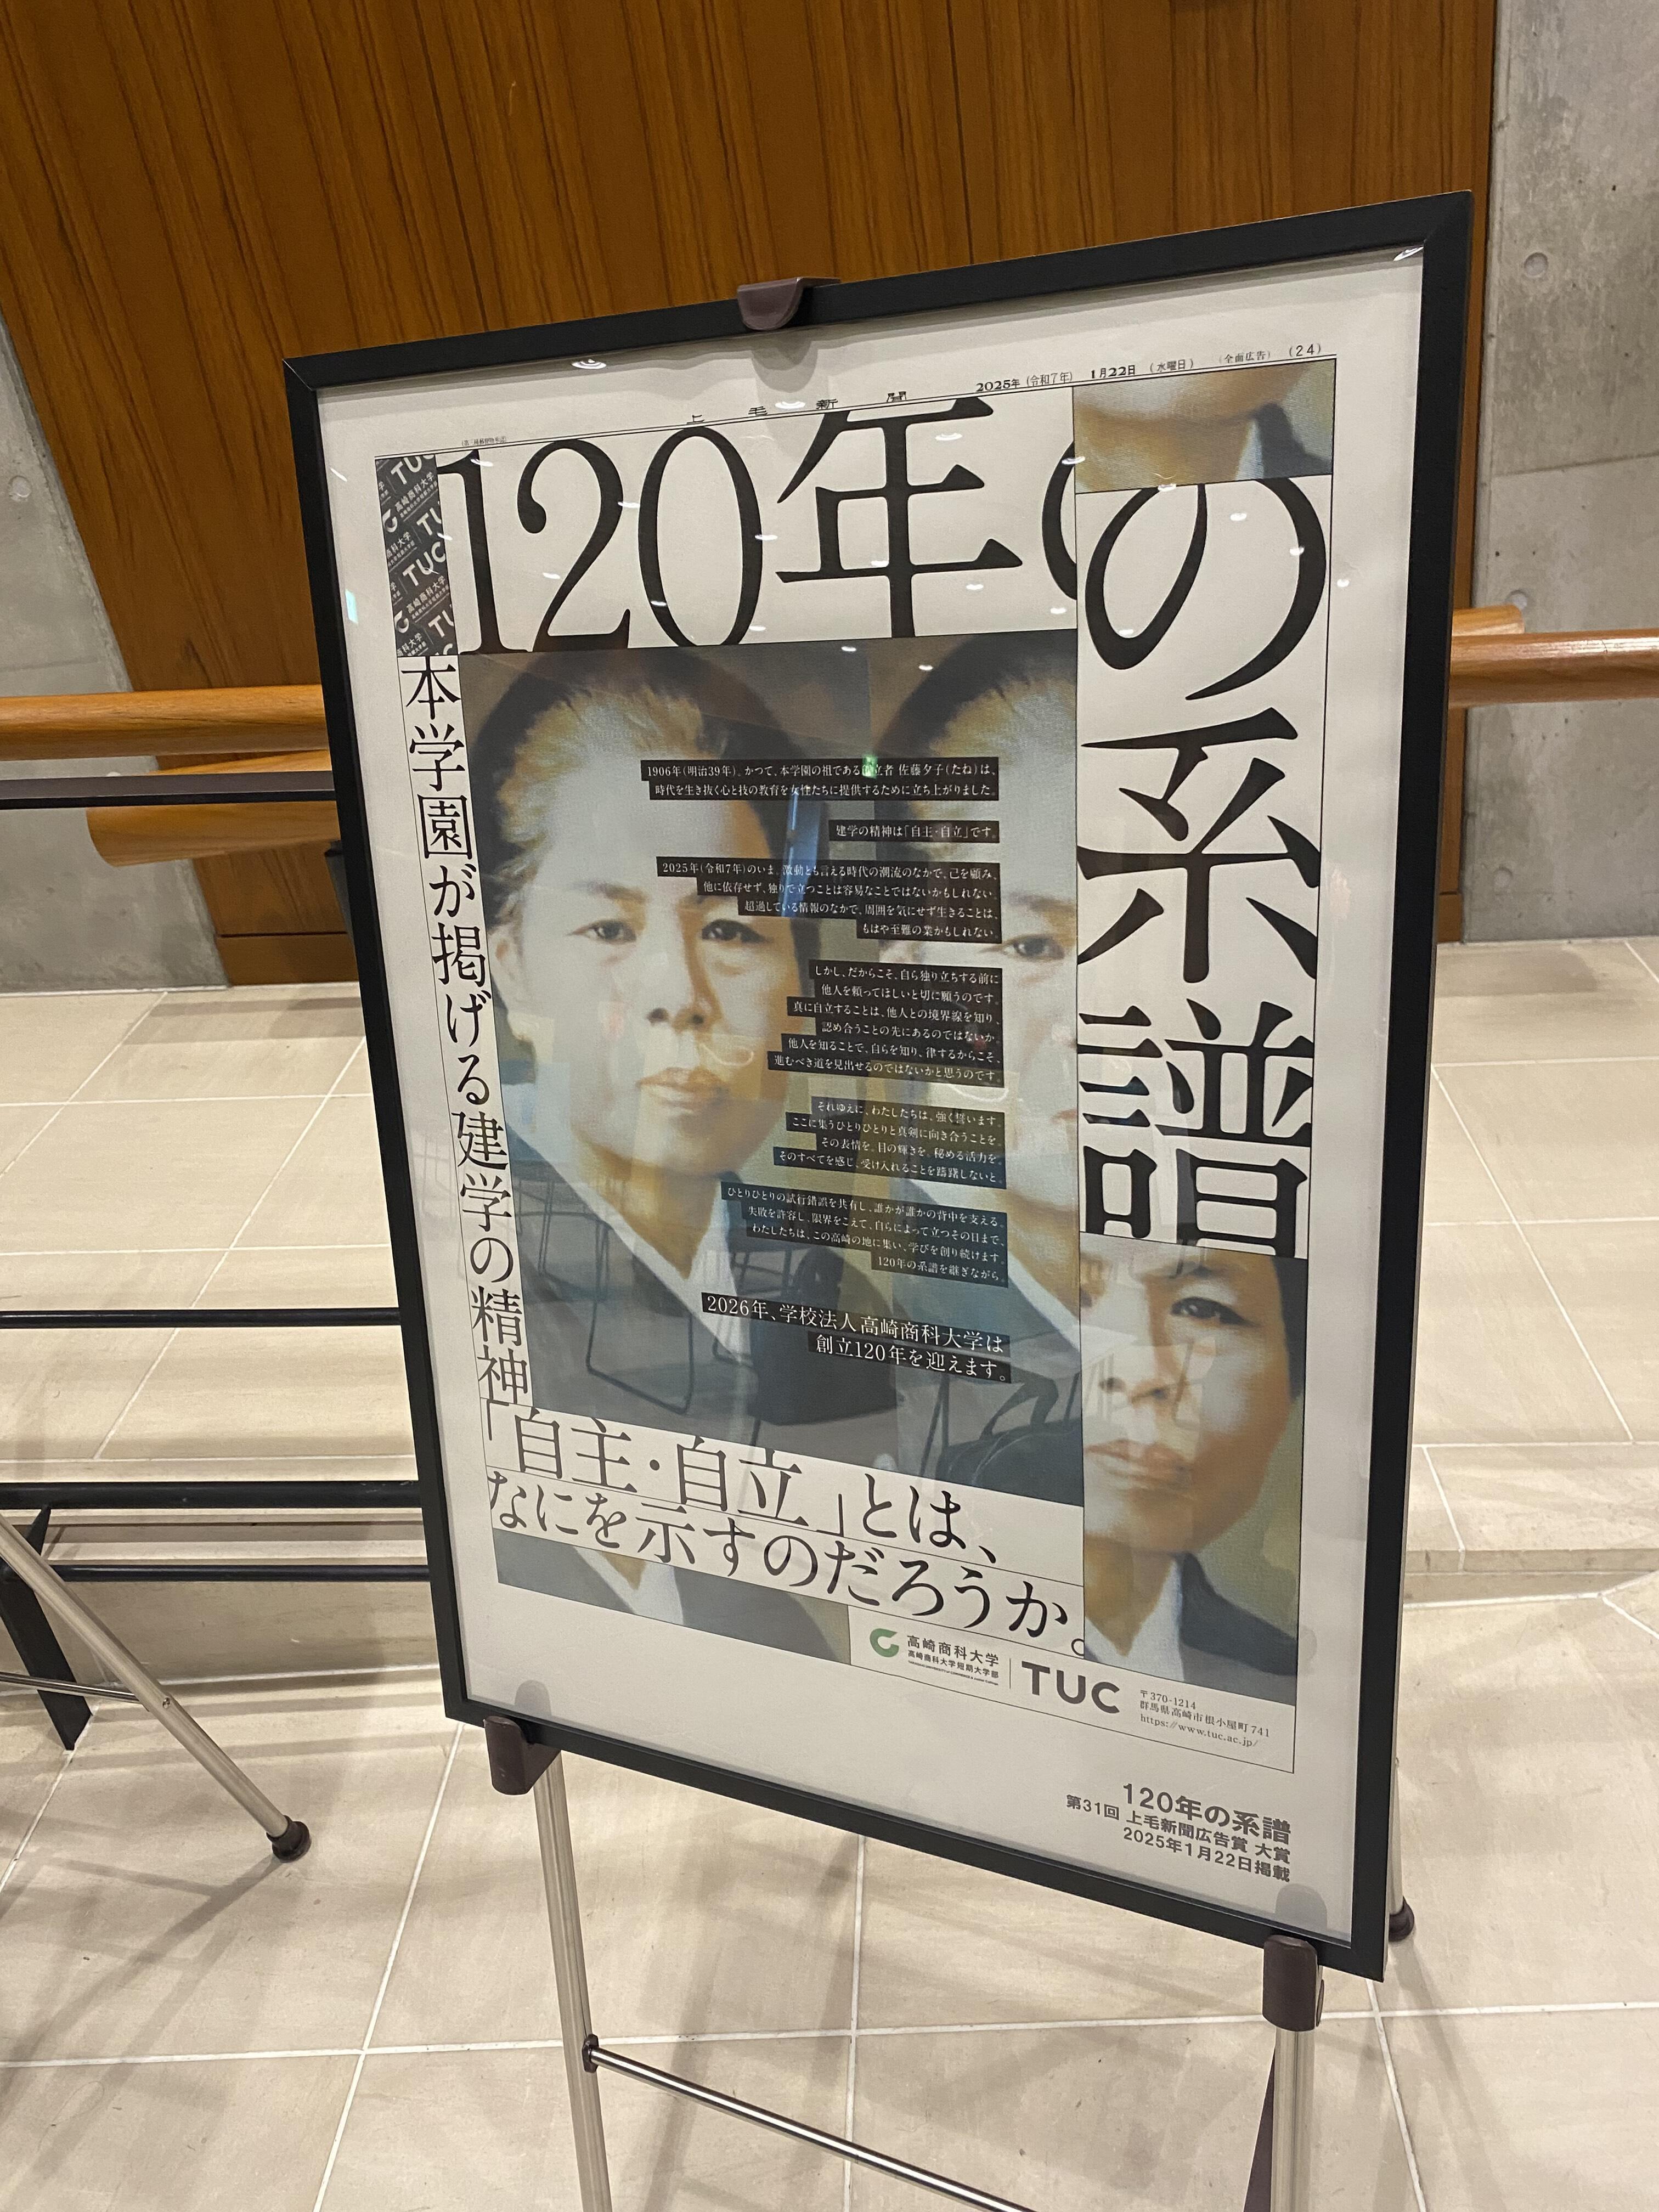 上毛新聞
2025年(令和7年) 1月22日 (水曜日)
(全面広告) (24)
120年の系譜
本学園が掲げる建学の精神
「自主・自立」とは、
なにを示すのだろうか。
1906年(明治39年)。かつて、本学園の祖である創立者 佐藤夕子(たね)は、
時代を生き抜く心と技の教育を女性たちに提供するために立ち上がりました。
建学の精神は「自主・自立」です。
2025年(令和7年)のいま。激動とも言える時代の潮流のなかで、己を顧み、
他に依存せず、独りで立つことは容易なことではないかもしれない。
超過している情報のなかで、周囲を気にせず生きることは、
もはや至難の業かもしれない。
しかし、だからこそ、自ら独り立ちする前に
他人を頼ってほしいと切に願うのです。
真に自立することは、他人との境界線を知り、
認め合うことの先にあるのではないか。
他人を知ることで、自らを知り、律するからこそ、
進むべき道を見出せるのではないかと思うのです。
それゆえに、わたしたちは、強く誓います。
ここに集うひとりひとりと真剣に向き合うことを。
その表情を。目の輝きを。秘める活力を。
そのすべてを感じ、受け入れることを躊躇しないと。
ひとりひとりの試行錯誤を共有し、誰かが誰かの背中を支える。
失敗を許容し、限界をこえて、自らによって立つその日まで、
わたしたちは、この高崎の地に集い、学びを創り続けます
120年の系譜を継ぎながら。
2026年、学校法人高崎商科大学は
創立120年を迎えます。
高崎商科大学
高崎商科大学短期大学部
TUC
〒370-1214
群馬県高崎市根小屋町741
https://www.tuc.ac.jp/
120年の系譜
第31回 上毛新聞広告賞 大賞
2025年1月22日掲載